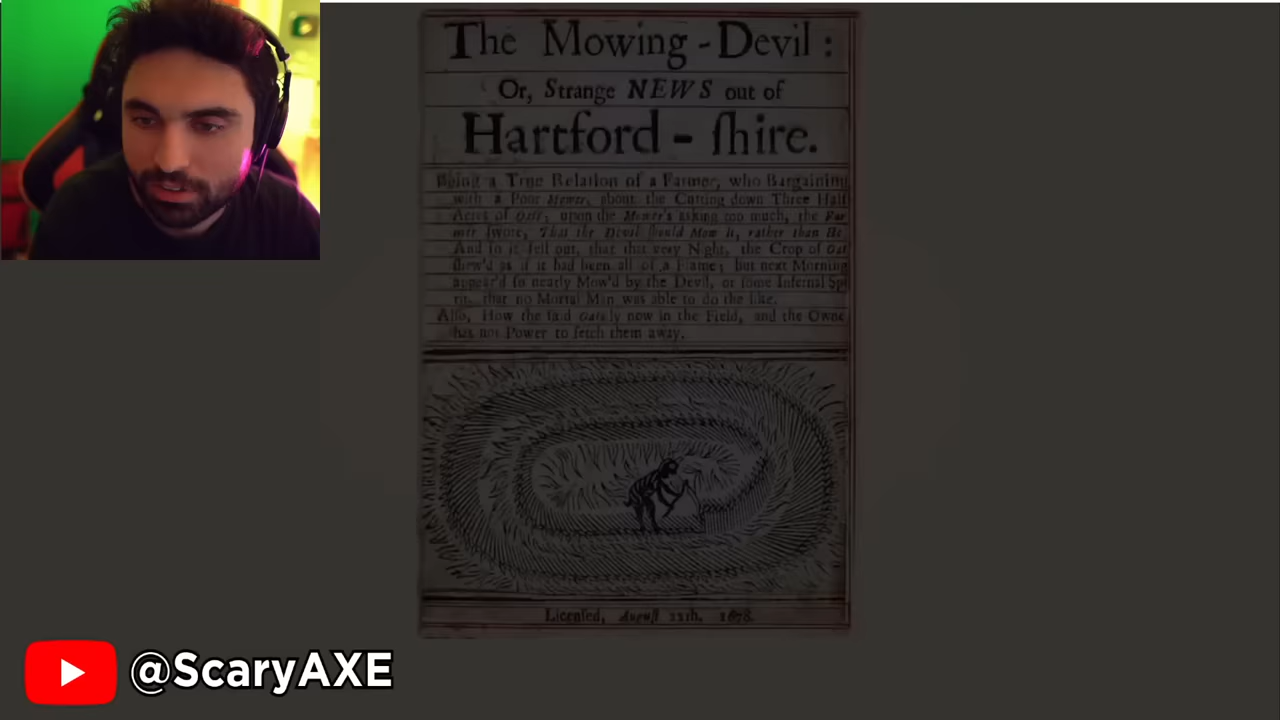 The Mowing-Devil:
Or, Strange NEWS out of
Hartford-ſhire.
Being a True Relation of a Farmer, who Bargaining
with a Poor Mower, about the Cutting down Three Half
Acres of Oats; upon the Mower's asking too much, the Far-
mer ſwore, That the Devil ſhould Mow it, rather than He
And ſo it fell out, that that very Night, the Crop of Oat
ſhew'd as if it had been all of a Flame; but next Morning
appear'd ſo neatly Mow'd by the Devil, or ſome Infernal Spi
rit, that no Mortal Man was able to do the like.
Alſo, How the ſaid Oats ly now in the Field, and the Owne
has not Power to fetch them away.
Licenſed, Auguſt 22th. 1678.
@ScaryAXE